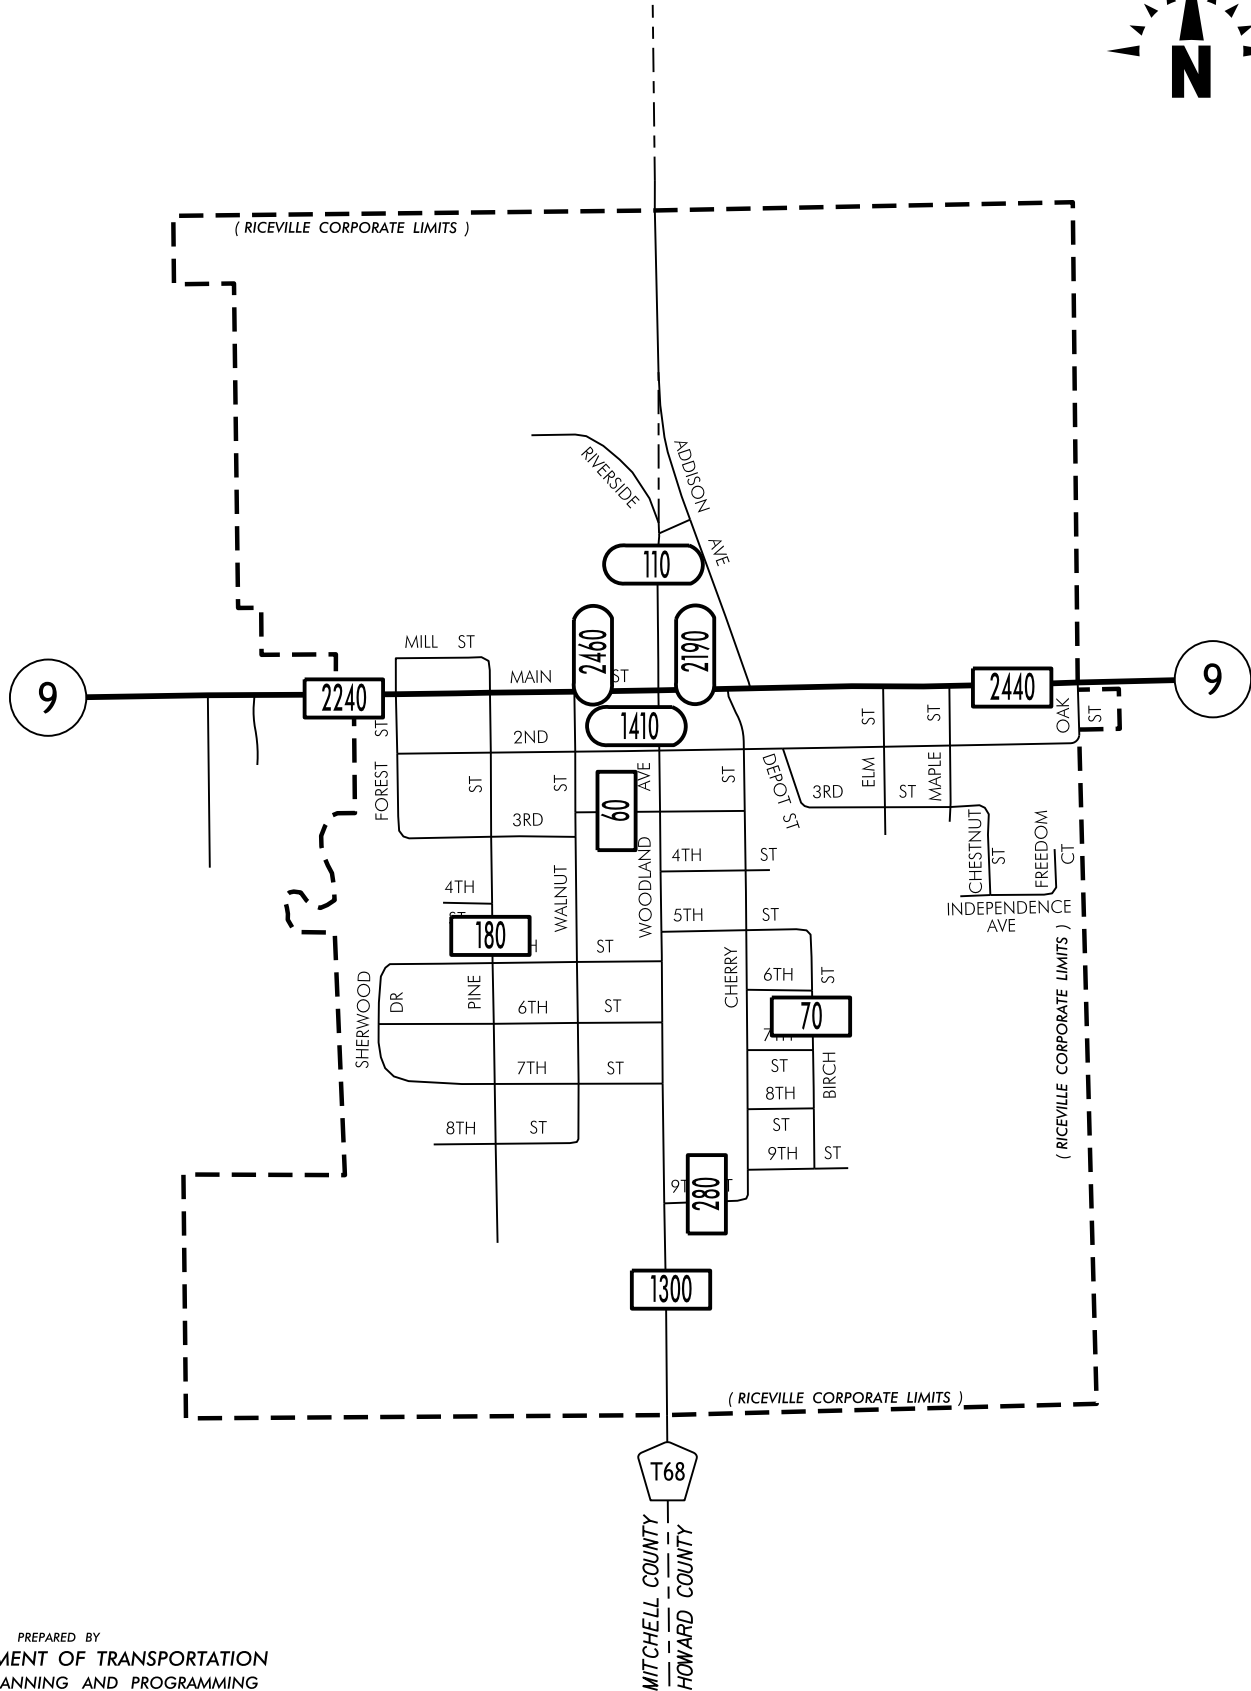 N
( RICEVILLE CORPORATE LIMITS )
RIVERSIDE
ADDISON
AVE
110
MILL ST
2460
2190
MAIN ST
9
2240
2440
9
1410
2ND
ST
FOREST
ST
ST
AVE
ST
DEPOT ST
ST
ELM
ST
MAPLE
OAK
ST
60
3RD
3RD ST
WALNUT
WOODLAND
4TH ST
CHESTNUT
ST
FREEDOM
CT
4TH
ST
INDEPENDENCE
AVE
180
H ST
5TH ST
CHERRY
6TH
ST
SHERWOOD
DR
PINE
6TH ST
70
7TH
ST
BIRCH
7TH ST
8TH
ST
8TH ST
9TH ST
280
1300
( RICEVILLE CORPORATE LIMITS )
( RICEVILLE CORPORATE LIMITS )
T68
MITCHELL COUNTY
HOWARD COUNTY
PREPARED BY
MENT OF TRANSPORTATION
ANNING AND PROGRAMMING